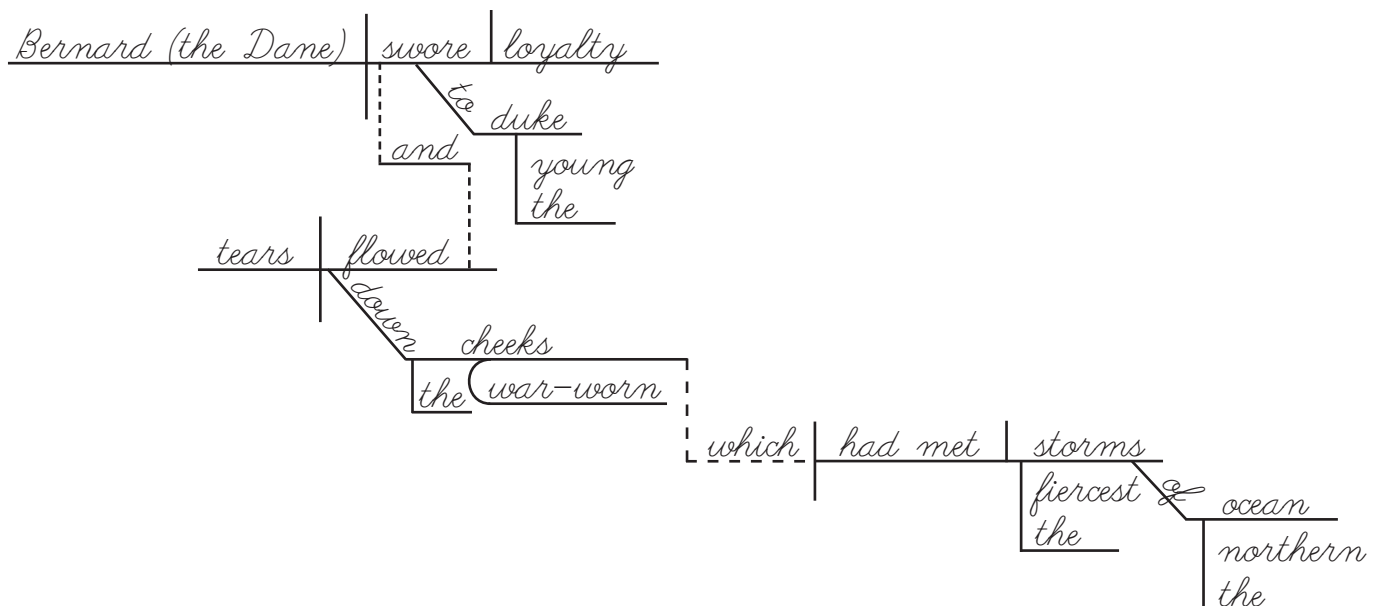 Bernard (the Dane) swore loyalty
to
duke
and
young
the
tears flowed
down
cheeks
the war-worn
which had met storms
fiercest of ocean
the
northern
the